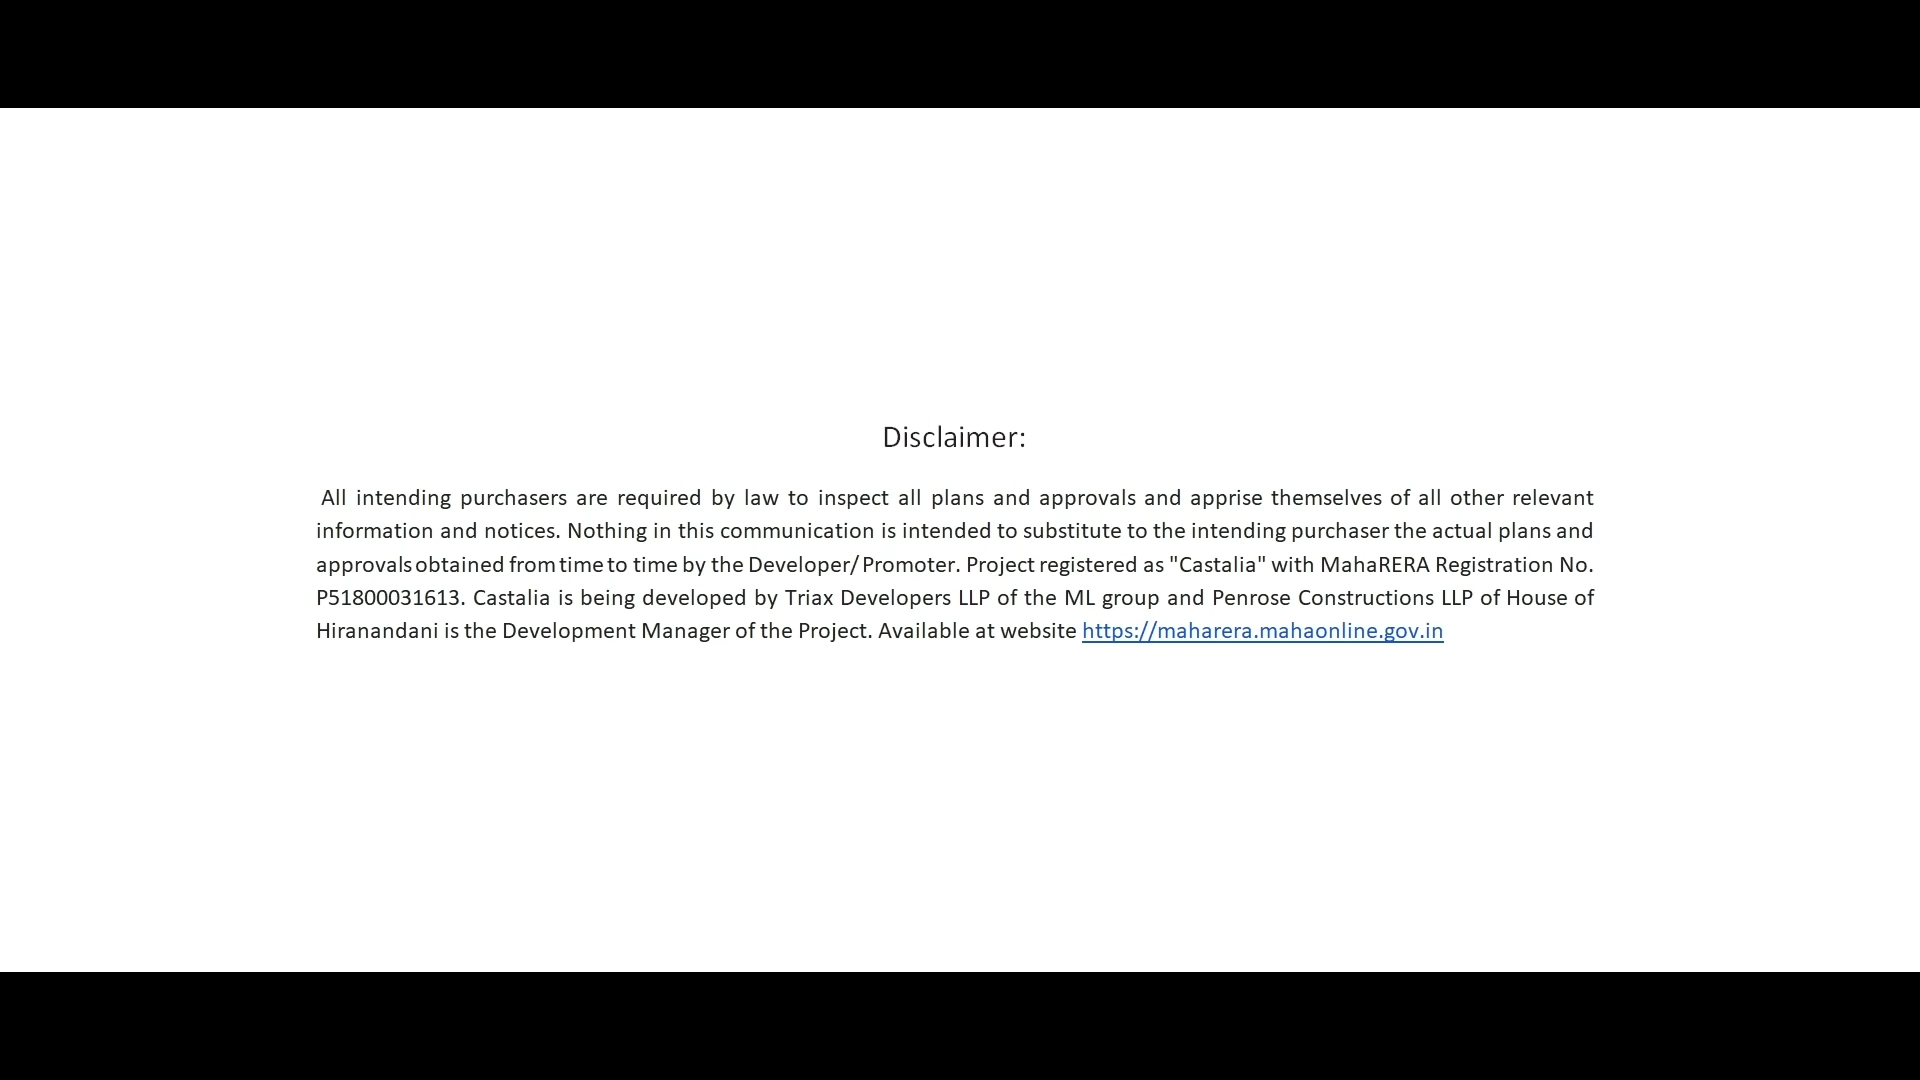 Disclaimer:
All intending purchasers are required by law to inspect all plans and approvals and apprise themselves of all other relevant
information and notices. Nothing in this communication is intended to substitute to the intending purchaser the actual plans and
approvals obtained from time to time by the Developer/ Promoter. Project registered as "Castalia" with MahaRERA Registration No.
P51800031613. Castalia is being developed by Triax Developers LLP of the ML group and Penrose Constructions LLP of House of
Hiranandani is the Development Manager of the Project. Available at website https://maharera.mahaonline.gov.in